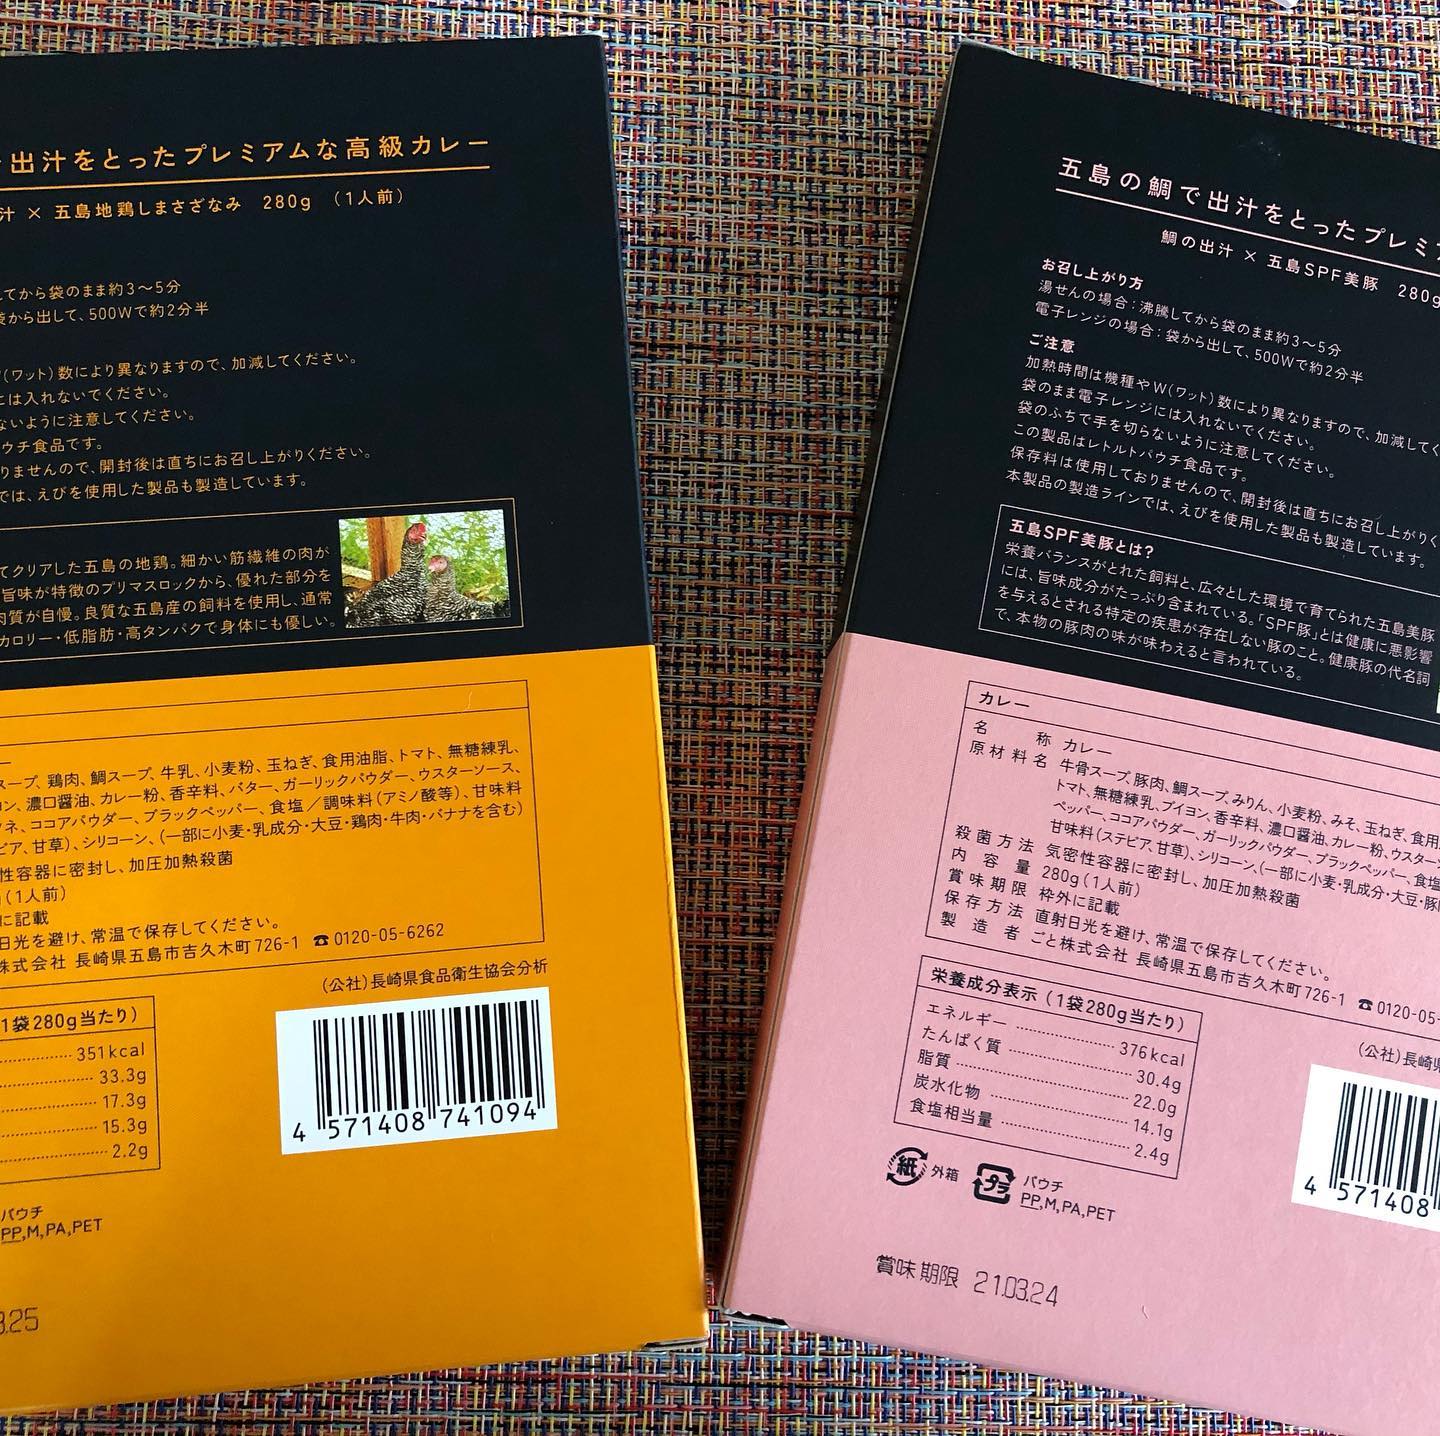 出汁をとったプレミアムな高級カレー
汁 × 五島地鶏しまさざなみ 280g （1人前）
してから袋のまま約3～5分
袋から出して、500Wで約2分半
W（ワット）数により異なりますので、加減してください。
には入れないでください。
ないように注意してください。
ウチ食品です。
りませんので、開封後は直ちにお召し上がりください。
では、えびを使用した製品も製造しています。
てクリアした五島の地鶏。細かい筋繊維の肉が
旨味が特徴のプリマスロックから、優れた部分を
肉質が自慢。良質な五島産の飼料を使用し、通常
カロリー・低脂肪・高タンパクで身体にも優しい。
ー
スープ、鶏肉、鯛スープ、牛乳、小麦粉、玉ねぎ、食用油脂、トマト、無糖練乳、
ン、濃口醤油、カレー粉、香辛料、バター、ガーリックパウダー、ウスターソース、
ネ、ココアパウダー、ブラックペッパー、食塩／調味料（アミノ酸等）、甘味料
ビア、甘草）、シリコーン、（一部に小麦・乳成分・大豆・鶏肉・牛肉・バナナを含む）
性容器に密封し、加圧加熱殺菌
（1人前）
に記載
日光を避け、常温で保存してください。
株式会社 長崎県五島市吉久木町726-1 ☎0120-05-6262
（公社）長崎県食品衛生協会分析
1袋280g当たり）
351kcal
33.3g
17.3g
15.3g
2.2g
4 571408 741094
パウチ
PP,M,PA,PET
3.25
五島の鯛で出汁をとったプレミ
鯛の出汁 × 五島SPF美豚 280g
お召し上がり方
湯せんの場合：沸騰してから袋のまま約3～5分
電子レンジの場合：袋から出して、500Wで約2分半
ご注意
加熱時間は機種やW（ワット）数により異なりますので、加減してく
袋のまま電子レンジには入れないでください。
袋のふちで手を切らないように注意してください。
この製品はレトルトパウチ食品です。
保存料は使用しておりませんので、開封後は直ちにお召し上がりく
本製品の製造ラインでは、えびを使用した製品も製造しています。
五島SPF美豚とは？
栄養バランスがとれた飼料と、広々とした環境で育てられた五島美豚
には、旨味成分がたっぷり含まれている。「SPF豚」とは健康に悪影響
を与えるとされる特定の疾患が存在しない豚のこと。健康豚の代名詞
で、本物の豚肉の味が味わえると言われている。
カレー
名称 カレー
原材料名 牛骨スープ、豚肉、鯛スープ、みりん、小麦粉、みそ、玉ねぎ、食用
トマト、無糖練乳、ブイヨン、香辛料、濃口醤油、カレー粉、ウスターソ
ペッパー、ココアパウダー、ガーリックパウダー、ブラックペッパー、食塩
甘味料（ステビア、甘草）、シリコーン、（一部に小麦・乳成分・大豆・豚
殺菌方法 気密性容器に密封し、加圧加熱殺菌
内容量 280g（1人前）
賞味期限 枠外に記載
保存方法 直射日光を避け、常温で保存してください。
製造者 ごと株式会社 長崎県五島市吉久木町726-1 ☎0120-05-
（公社）長崎県
栄養成分表示（1袋280g当たり）
エネルギー 376kcal
たんぱく質 30.4g
脂質 22.0g
炭水化物 14.1g
食塩相当量 2.4g
4 571408
紙 外箱 プラ パウチ
PP,M,PA,PET
賞味期限 21.03.24